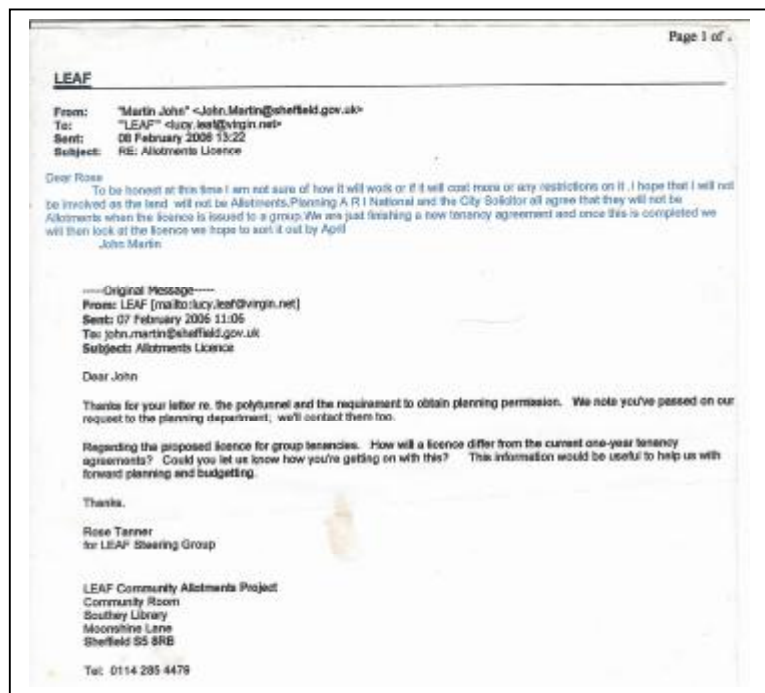 Page 1 of .
LEAF
From: "Martin John" <John.Martin@sheffield.gov.uk>
To: "LEAF" <lucy.leaf@virgin.net>
Sent: 08 February 2006 13:22
Subject: RE: Allotments Licence
Dear Rose
To be honest at this time I am not sure of how it will work or if it will cost more or any restrictions on it .I hope that I will not
be involved as the land will not be Allotments.Planning A R I National and the City Solicitor all agree that they will not be
Allotments when the licence is issued to a group.We are just finishing a new tenancy agreement and once this is completed we
will then look at the licence we hope to sort it out by April
John Martin
-----Original Message-----
From: LEAF [mailto:lucy.leaf@virgin.net]
Sent: 07 February 2006 11:06
To: john.martin@sheffield.gov.uk
Subject: Allotments Licence
Dear John
Thanks for your letter re. the polytunnel and the requirement to obtain planning permission. We note you've passed on our
request to the planning department; we'll contact them too.
Regarding the proposed licence for group tenancies. How will a licence differ from the current one-year tenancy
agreements? Could you let us know how you're getting on with this? This information would be useful to help us with
forward planning and budgetting.
Thanks.
Rose Tanner
for LEAF Steering Group
LEAF Community Allotments Project
Community Room
Southey Library
Moonshine Lane
Sheffield S5 8RB
Tel: 0114 285 4479